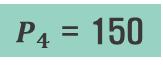 P₄ = 150